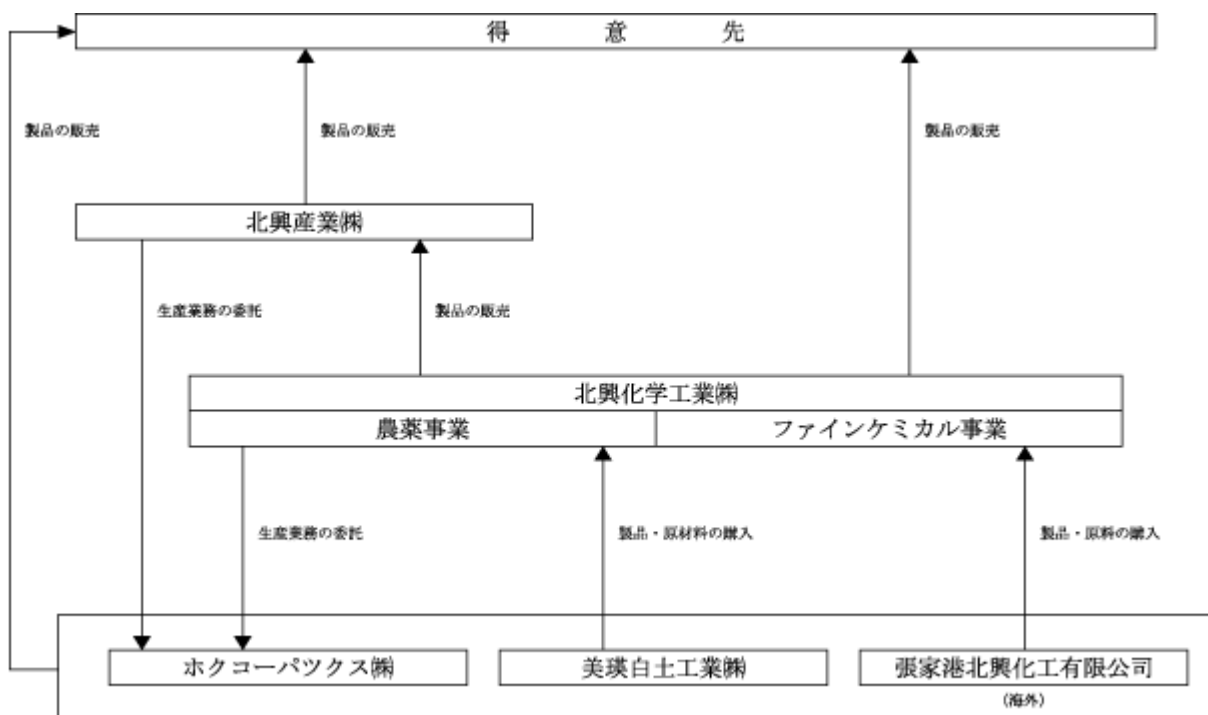 得意先
製品の販売
製品の販売
製品の販売
北興産業㈱
生産業務の委託
製品の販売
北興化学工業㈱
農薬事業
ファインケミカル事業
生産業務の委託
製品・原材料の購入
製品・原料の購入
ホクコーパツクス㈱
美瑛白土工業㈱
張家港北興化工有限公司
(海外)